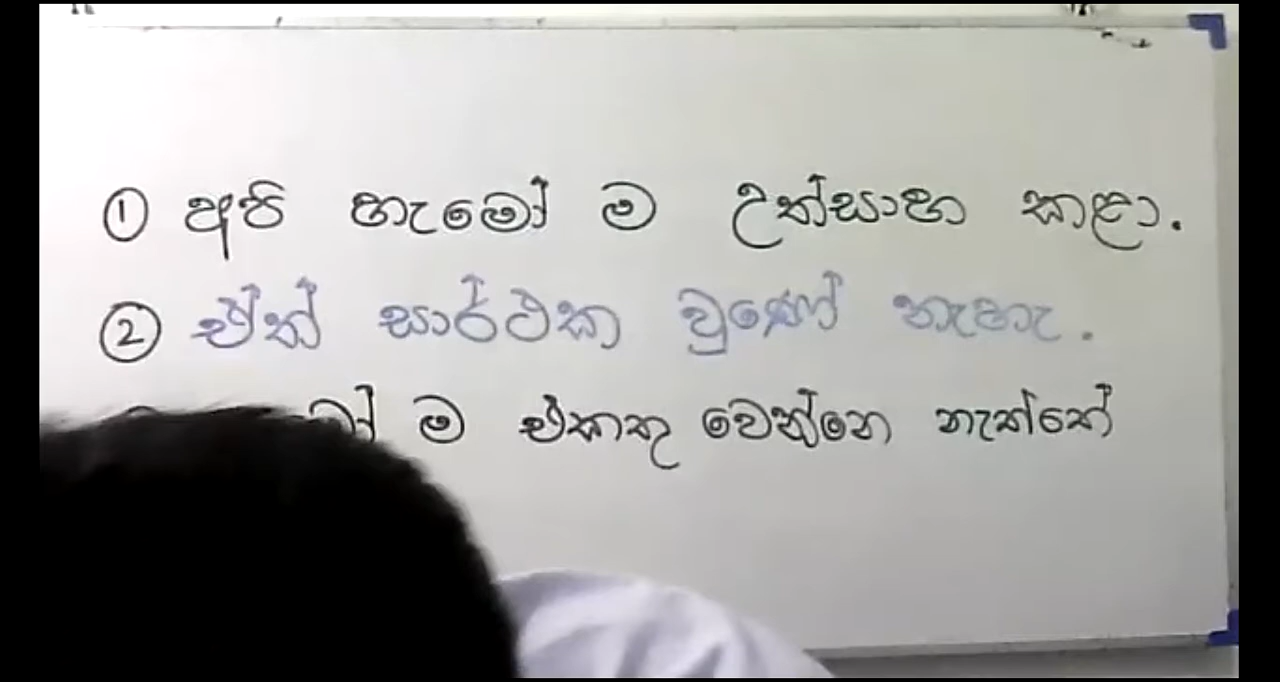 ① අපි හැමෝ ම උත්සාහ කළා.
② ඒත් සාර්ථක වුණේ නැහැ.
ම එකතු වෙන්නෙ නැත්තේ